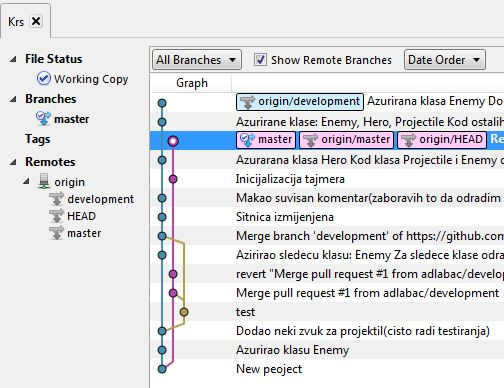 Krs
File Status
Working Copy
Branches
master
Tags
Remotes
origin
development
HEAD
master
All Branches
Show Remote Branches
Date Order
Graph
origin/development Azurirana klasa Enemy Do
Azurirane klase: Enemy, Hero, Projectile Kod ostalih
master origin/master origin/HEAD Re
Azurarana klasa Hero Kod klasa Projectile i Enemy d
Inicijalizacija tajmera
Makao suvisan komentar(zaboravih to da odradim
Sitnica izmijenjena
Merge branch 'development' of https://github.com
Azirirao sledecu klasu: Enemy Za sledece klase odra
revert "Merge pull request #1 from adlabac/develop
Merge pull request #1 from adlabac/development
test
Dodao neki zvuk za projektil(cisto radi testiranja)
Azurirao klasu Enemy
New peoject